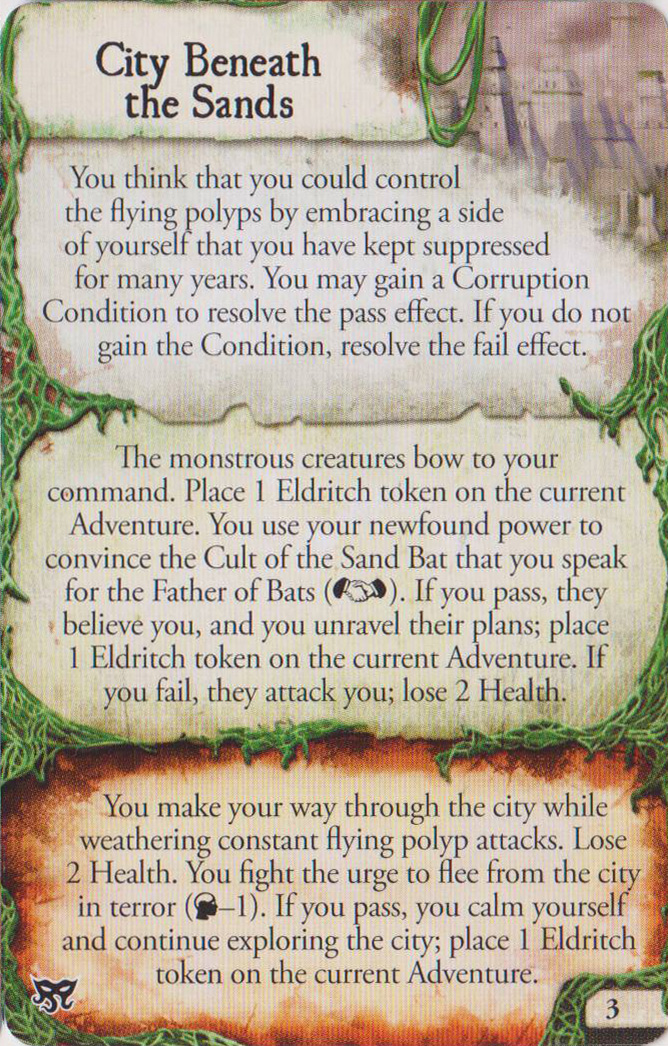 City Beneath
the Sands
You think that you could control
the flying polyps by embracing a side
of yourself that you have kept suppressed
for many years. You may gain a Corruption
Condition to resolve the pass effect. If you do not
gain the Condition, resolve the fail effect.
The monstrous creatures bow to your
command. Place 1 Eldritch token on the current
Adventure. You use your newfound power to
convince the Cult of the Sand Bat that you speak
for the Father of Bats (). If you pass, they
believe you, and you unravel their plans; place
1 Eldritch token on the current Adventure. If
you fail, they attack you; lose 2 Health.
You make your way through the city while
weathering constant flying polyp attacks. Lose
2 Health. You fight the urge to flee from the city
in terror (–1). If you pass, you calm yourself
and continue exploring the city; place 1 Eldritch
token on the current Adventure.
3